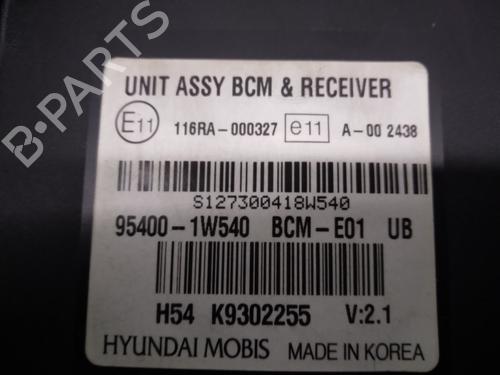 B-PARTS
UNIT ASSY BCM & RECEIVER
E11 116RA-000327 e11 A-00 2438
S127300418W540
95400-1W540 BCM-E01 UB
H54 K9302255 V:2.1
HYUNDAI MOBIS MADE IN KOREA